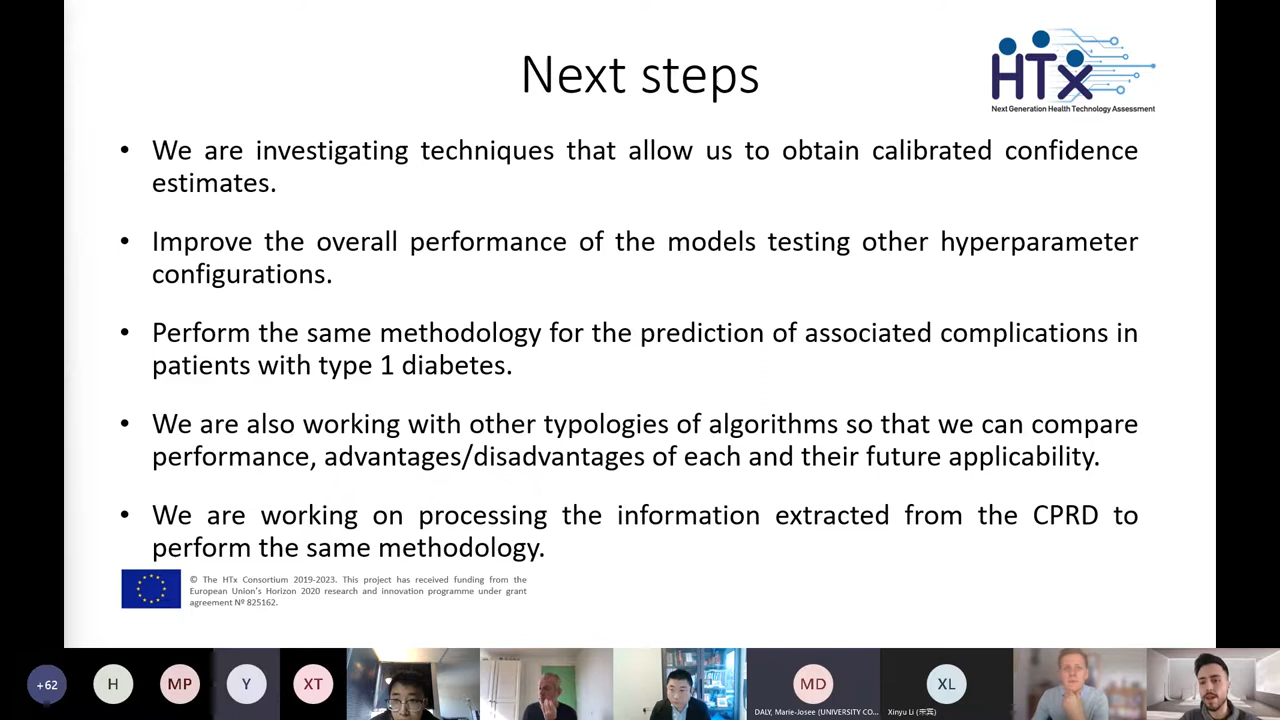 Next steps
HTx
Next Generation Health Technology Assessment
• We are investigating techniques that allow us to obtain calibrated confidence
estimates.
• Improve the overall performance of the models testing other hyperparameter
configurations.
• Perform the same methodology for the prediction of associated complications in
patients with type 1 diabetes.
• We are also working with other typologies of algorithms so that we can compare
performance, advantages/disadvantages of each and their future applicability.
• We are working on processing the information extracted from the CPRD to
perform the same methodology.
© The HTx Consortium 2019-2023. This project has received funding from the
European Union's Horizon 2020 research and innovation programme under grant
agreement Nº 825162.
+62
H
MP
Y
XT
MD
DALY, Marie-Josee (UNIVERSITY CO...
XL
Xinyu Li (宋宾)